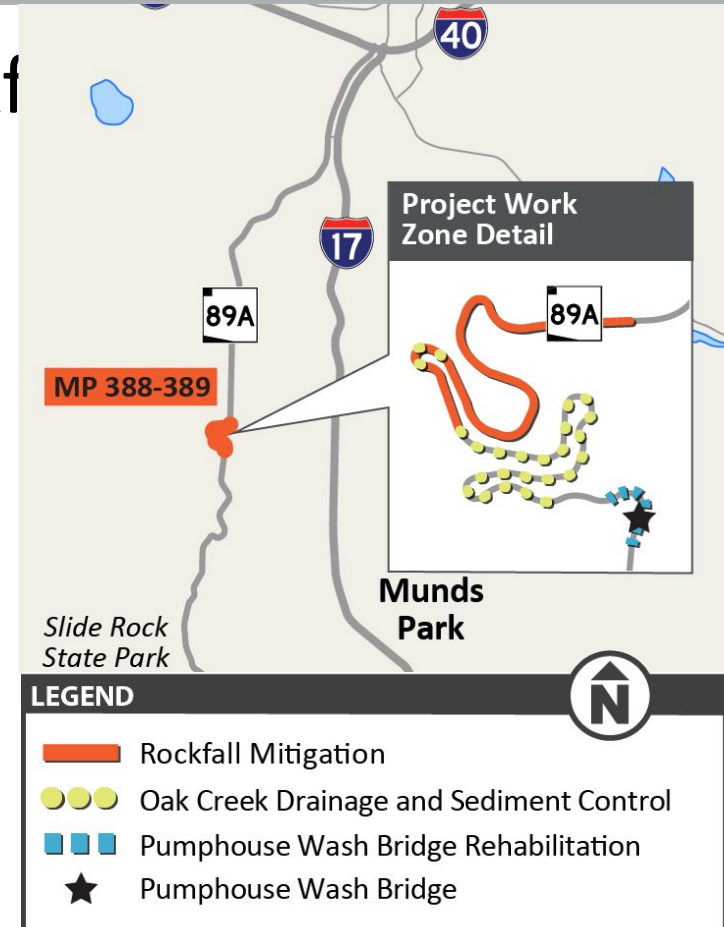 40
f
Project Work
Zone Detail
17
89A
89A
MP 388-389
Munds
Park
Slide Rock
State Park
LEGEND
N
Rockfall Mitigation
Oak Creek Drainage and Sediment Control
Pumphouse Wash Bridge Rehabilitation
Pumphouse Wash Bridge